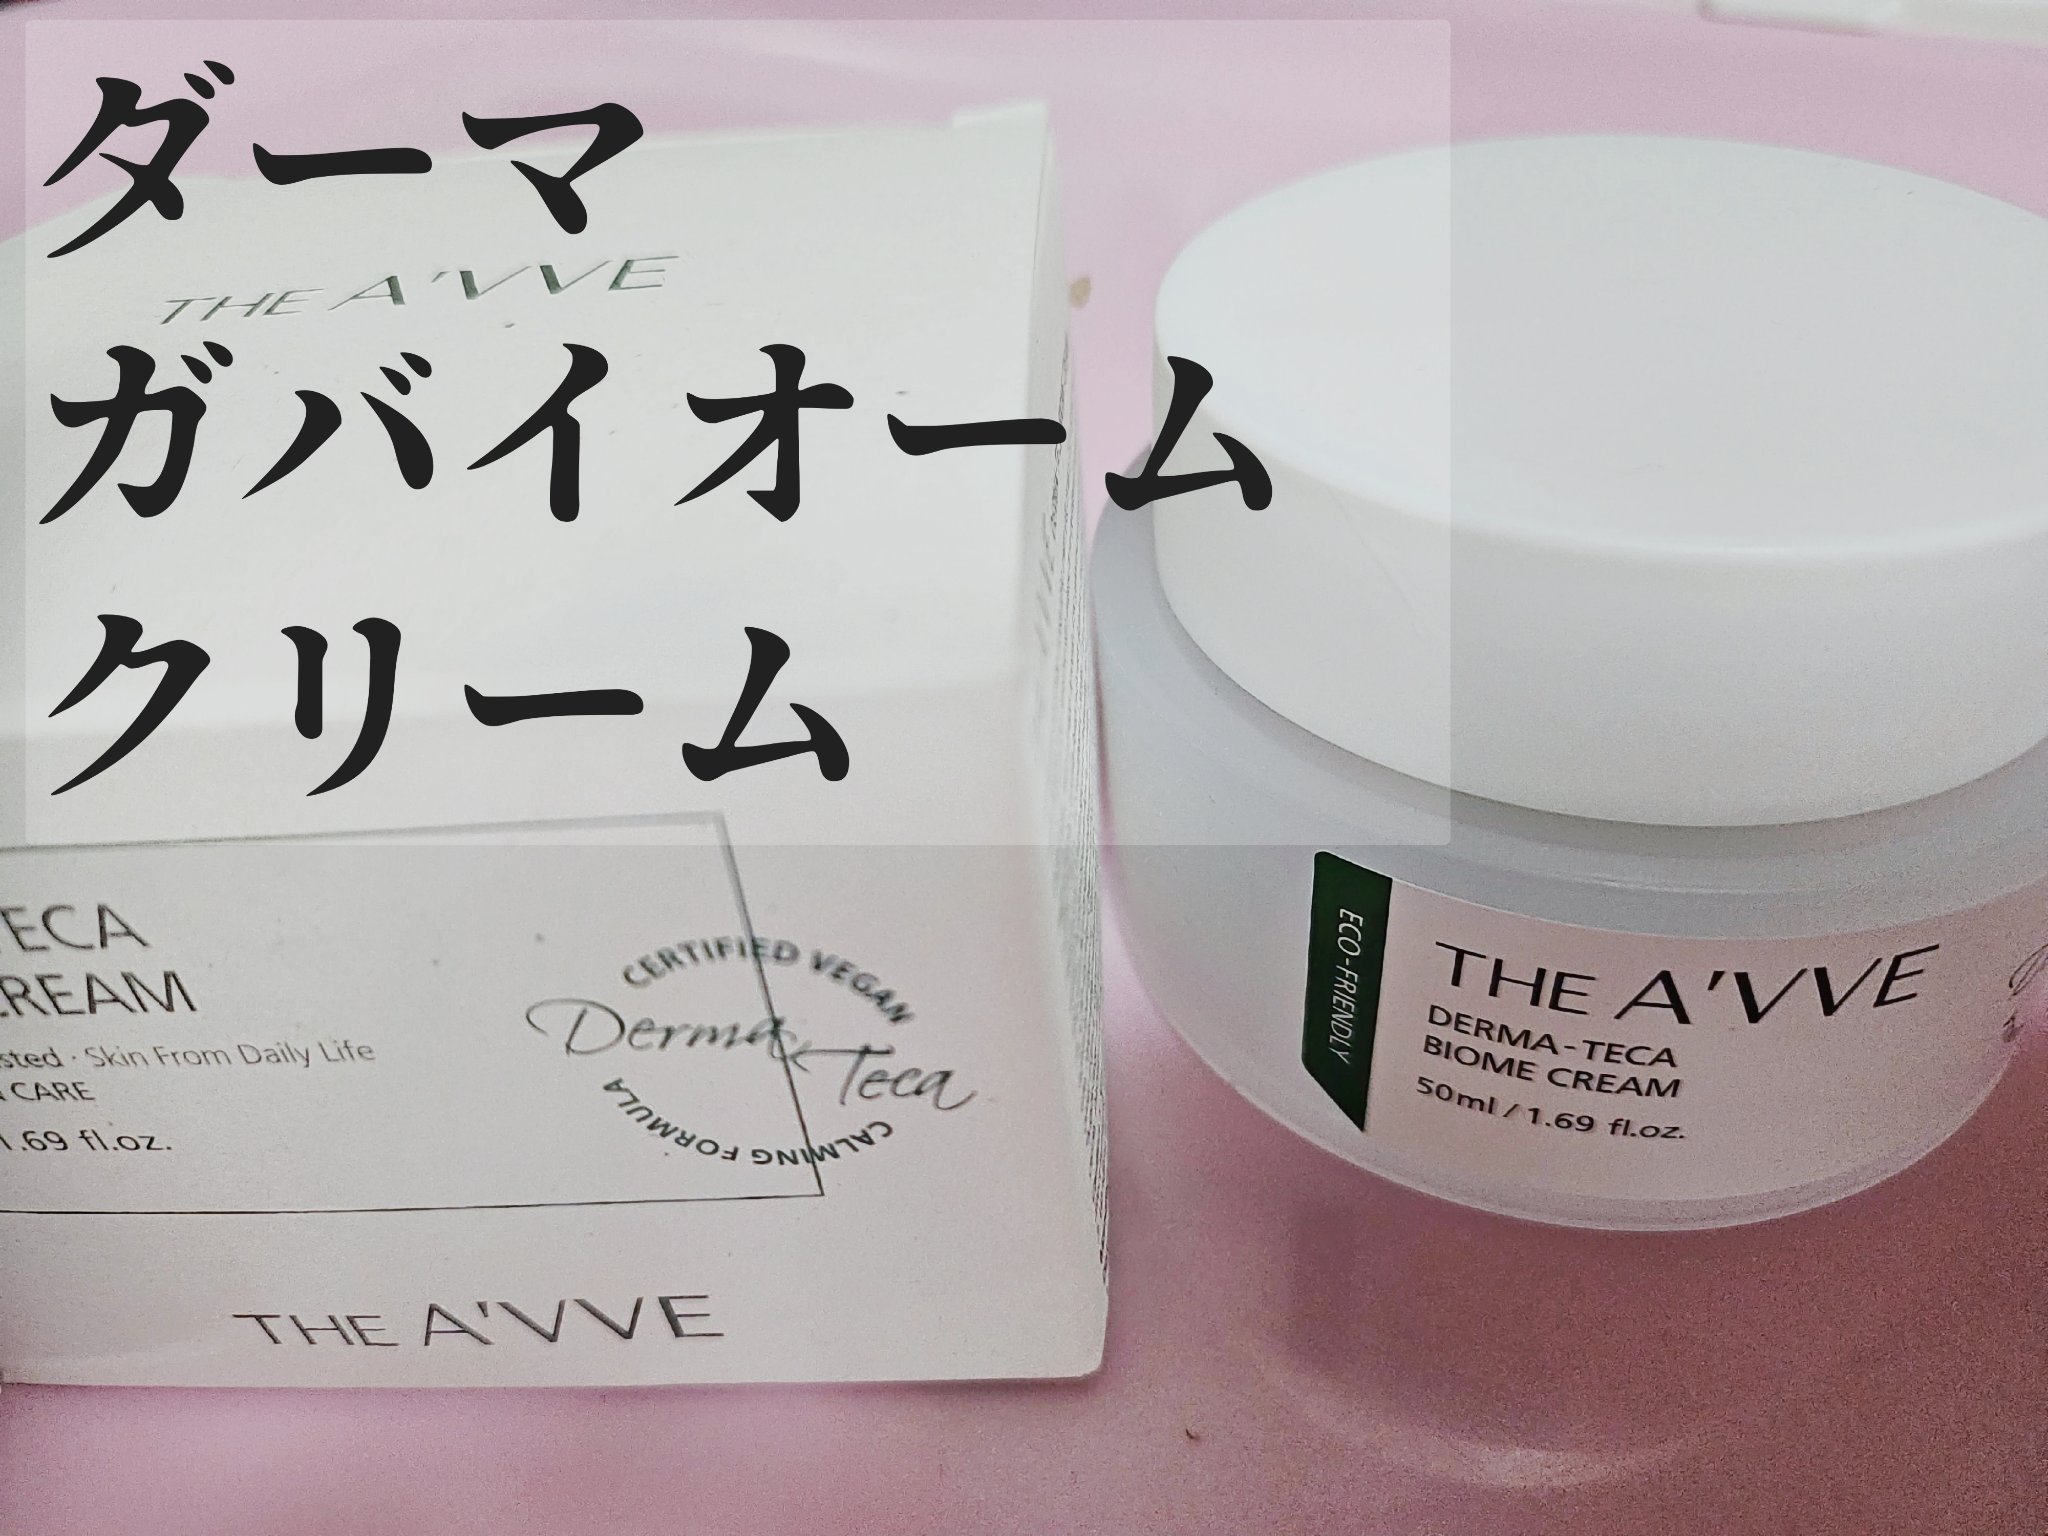 ダーマ
ガバイオーム
クリーム
THE A'VVE
TECA
CREAM
CERTIFIED VEGAN
Derma Teca
CALMING FORMULA
sted · Skin From Daily Life
CARE
1.69 fl.oz.
THE A'VVE
ECO-FRIENDLY
THE A'VVE
DERMA-TECA
BIOME CREAM
50ml / 1.69 fl.oz.